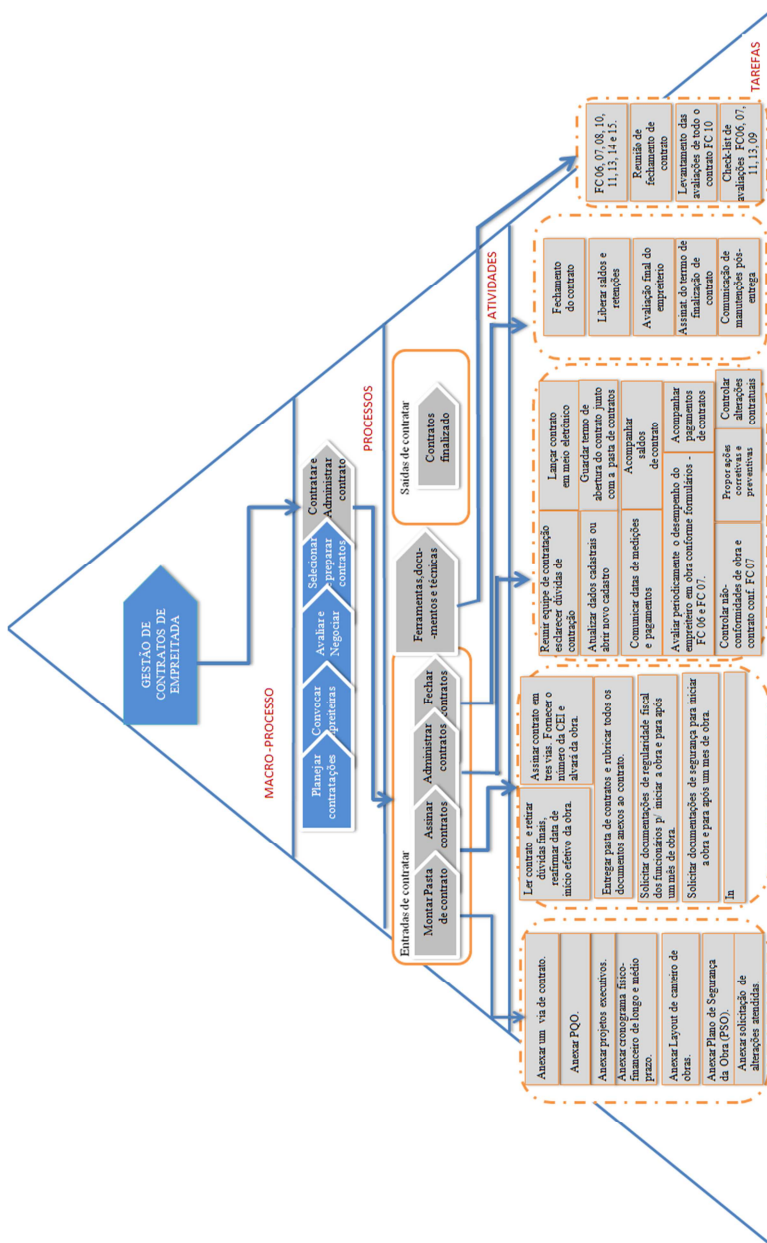 GESTÃO DE
CONTRATOS DE
EMPREITADA
MACRO-PROCESSO
Planejar
contratações
Convocar
preiteiras
Avaliar e
Negociar
Selecionar
preparar
contratos
Contratar e
Administrar
contrato
PROCESSOS
Entradas de contratar
Montar Pasta
de contrato
Assinar
contratos
Administrar
contratos
Fechar
contratos
Ferramentas,docu-
-mentos e técnicas
Saídas de contratar
Contratos
finalizado
ATIVIDADES
Anexar um via de contrato.
Anexar PQO.
Anexar projetos executivos.
Anexar cronograma físico-
financeiro de longo e médio
prazo.
Anexar Layout de canteiro de
obras.
Anexar Plano de Segurança
da Obra (PSO).
Anexar solicitação de
alterações atendidas.
Ler contrato e retirar
dúvidas finais,
reafirmar data de
início efetivo da obra.
Assinar contrato em
tres vias. Fornecer o
número da CEI e
alvará da obra.
Entregar pasta de contratos e rubricar todos os
documentos anexos ao contrato.
Solicitar documentações de regularidade fiscal
dos funcionários p/ iniciar a obra e para após
um mês de obra.
Solicitar documentações de segurança para iniciar
a obra e para após um mes de obra.
In
Reunir equipe de contratação
esclarecer dúvidas de
contração
Lançar contrato
em meio eletrônico
Atualizar dados cadastrais ou
abrir novo cadastro
Guardar termo de
abertura do contrato junto
com a pasta de contratos
Comunicar datas de medições
e pagamentos
Acompanhar
saldos
de contrato
Avaliar periodicamente o desempenho do
empreiteiro em obra conforme formulários -
FC 06 e FC 07.
Acompanhar
pagamentos
de contratos
Controlar não-
conformidades de obra e
contrato conf. FC 07
Propor ações
corretivas e
preventivas
Controlar
alterações
contratuais
Fechamento
do contrato
Liberar saldos e
retenções
Avaliação final do
empreiterio
Assinat. do terrmo de
finalização de
contrato
Comunicação de
manutenções pós-
entrega
FC 06, 07, 08, 10,
11, 13, 14 e 15.
Reunião de
fechamento de
contrato
Levantamento das
avaliações de todo o
contrato FC 10
Check-list de
avaliações FC06, 07,
11, 13, 09
TAREFAS